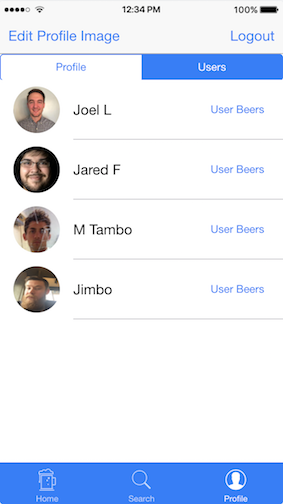 12:34 PM 100%
Edit Profile Image Logout
Profile Users
Joel L User Beers
Jared F User Beers
M Tambo User Beers
Jimbo User Beers
Home Search Profile